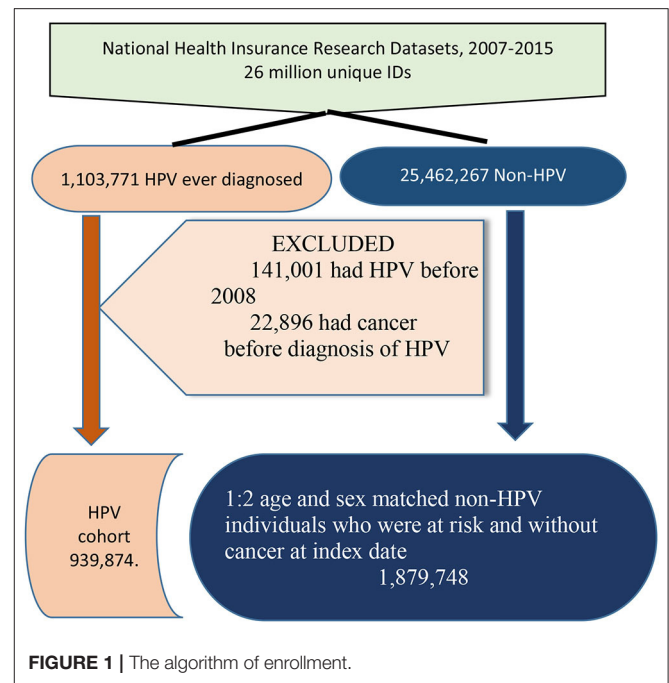 National Health Insurance Research Datasets, 2007-2015
26 million unique IDs
1,103,771 HPV ever diagnosed
25,462,267 Non-HPV
EXCLUDED
141,001 had HPV before
2008
22,896 had cancer
before diagnosis of HPV
HPV
cohort
939,874.
1:2 age and sex matched non-HPV
individuals who were at risk and without
cancer at index date
1,879,748
FIGURE 1 | The algorithm of enrollment.